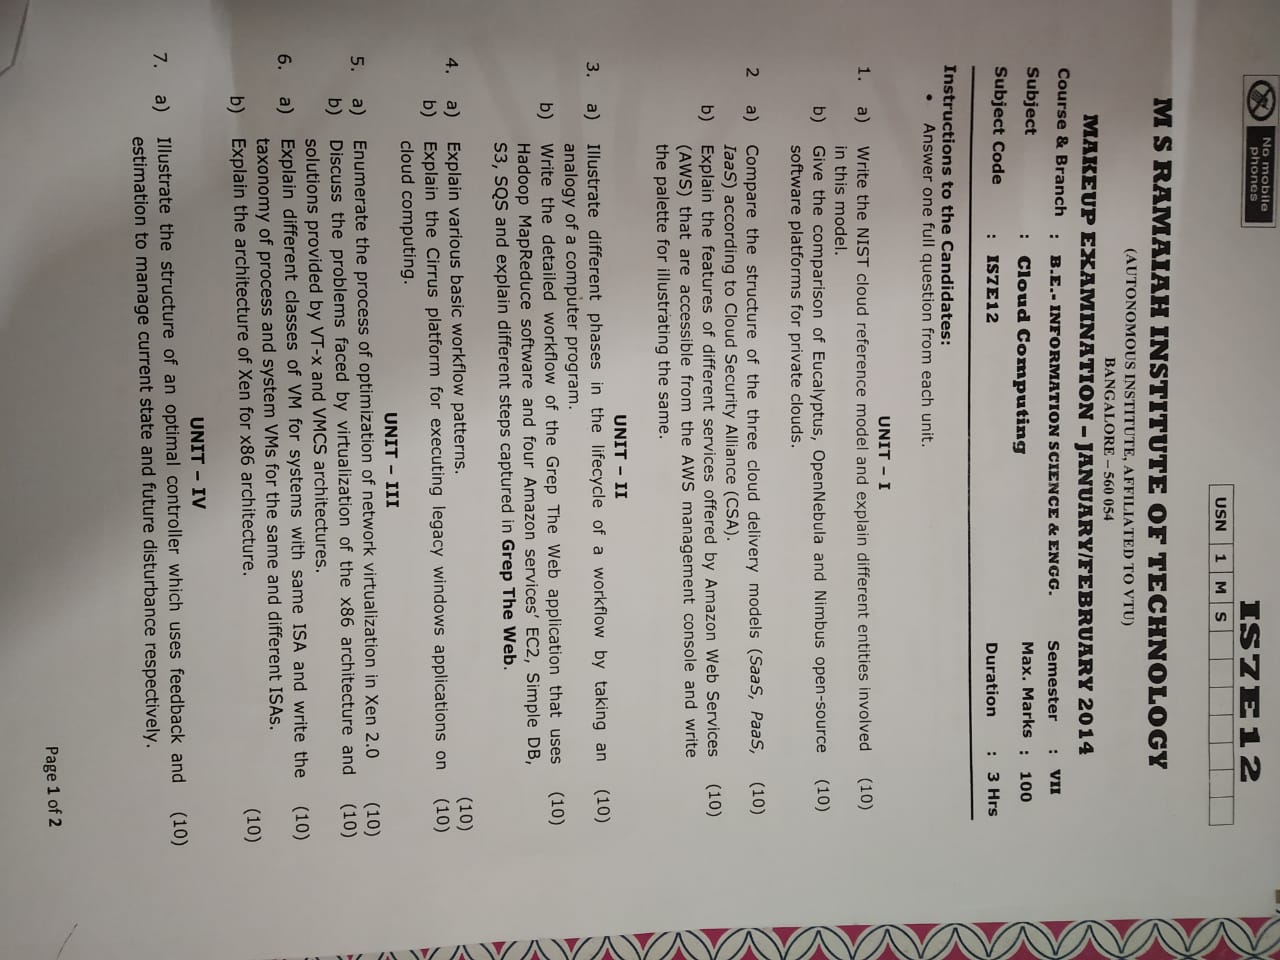 IS7E12
No mobile
phones
USN 1 M S
M S RAMAIAH INSTITUTE OF TECHNOLOGY
(AUTONOMOUS INSTITUTE, AFFILIATED TO VTU)
BANGALORE – 560 054
MAKEUP EXAMINATION – JANUARY/FEBRUARY 2014
Course & Branch : B.E.- INFORMATION SCIENCE & ENGG. Semester : VII
Subject : Cloud Computing Max. Marks : 100
Subject Code : IS7E12 Duration : 3 Hrs
Instructions to the Candidates:
• Answer one full question from each unit.
UNIT – I
1. a) Write the NIST cloud reference model and explain different entities involved (10)
in this model.
b) Give the comparison of Eucalyptus, OpenNebula and Nimbus open-source (10)
software platforms for private clouds.
2 a) Compare the structure of the three cloud delivery models (SaaS, PaaS, (10)
IaaS) according to Cloud Security Alliance (CSA).
b) Explain the features of different services offered by Amazon Web Services (10)
(AWS) that are accessible from the AWS management console and write
the palette for illustrating the same.
UNIT – II
3. a) Illustrate different phases in the lifecycle of a workflow by taking an (10)
analogy of a computer program.
b) Write the detailed workflow of the Grep The Web application that uses (10)
Hadoop MapReduce software and four Amazon services' EC2, Simple DB,
S3, SQS and explain different steps captured in Grep The Web.
4. a) Explain various basic workflow patterns. (10)
b) Explain the Cirrus platform for executing legacy windows applications on (10)
cloud computing.
UNIT – III
5. a) Enumerate the process of optimization of network virtualization in Xen 2.0 (10)
b) Discuss the problems faced by virtualization of the x86 architecture and (10)
solutions provided by VT-x and VMCS architectures.
6. a) Explain different classes of VM for systems with same ISA and write the (10)
taxonomy of process and system VMs for the same and different ISAs.
b) Explain the architecture of Xen for x86 architecture. (10)
UNIT – IV
7. a) Illustrate the structure of an optimal controller which uses feedback and (10)
estimation to manage current state and future disturbance respectively.
Page 1 of 2